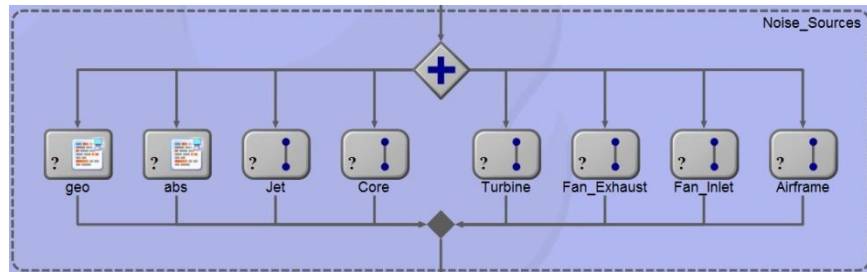 Noise_Sources
? ? ? ? ? ? ? ?
geo abs Jet Core Turbine Fan_Exhaust Fan_Inlet Airframe